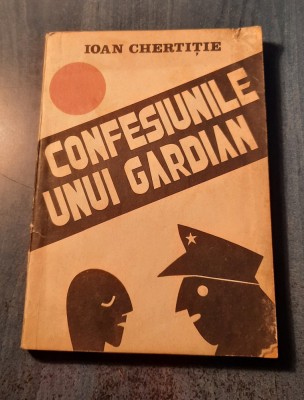 IOAN CHERTIȚIE
CONFESIUNILE
UNUI GARDIAN